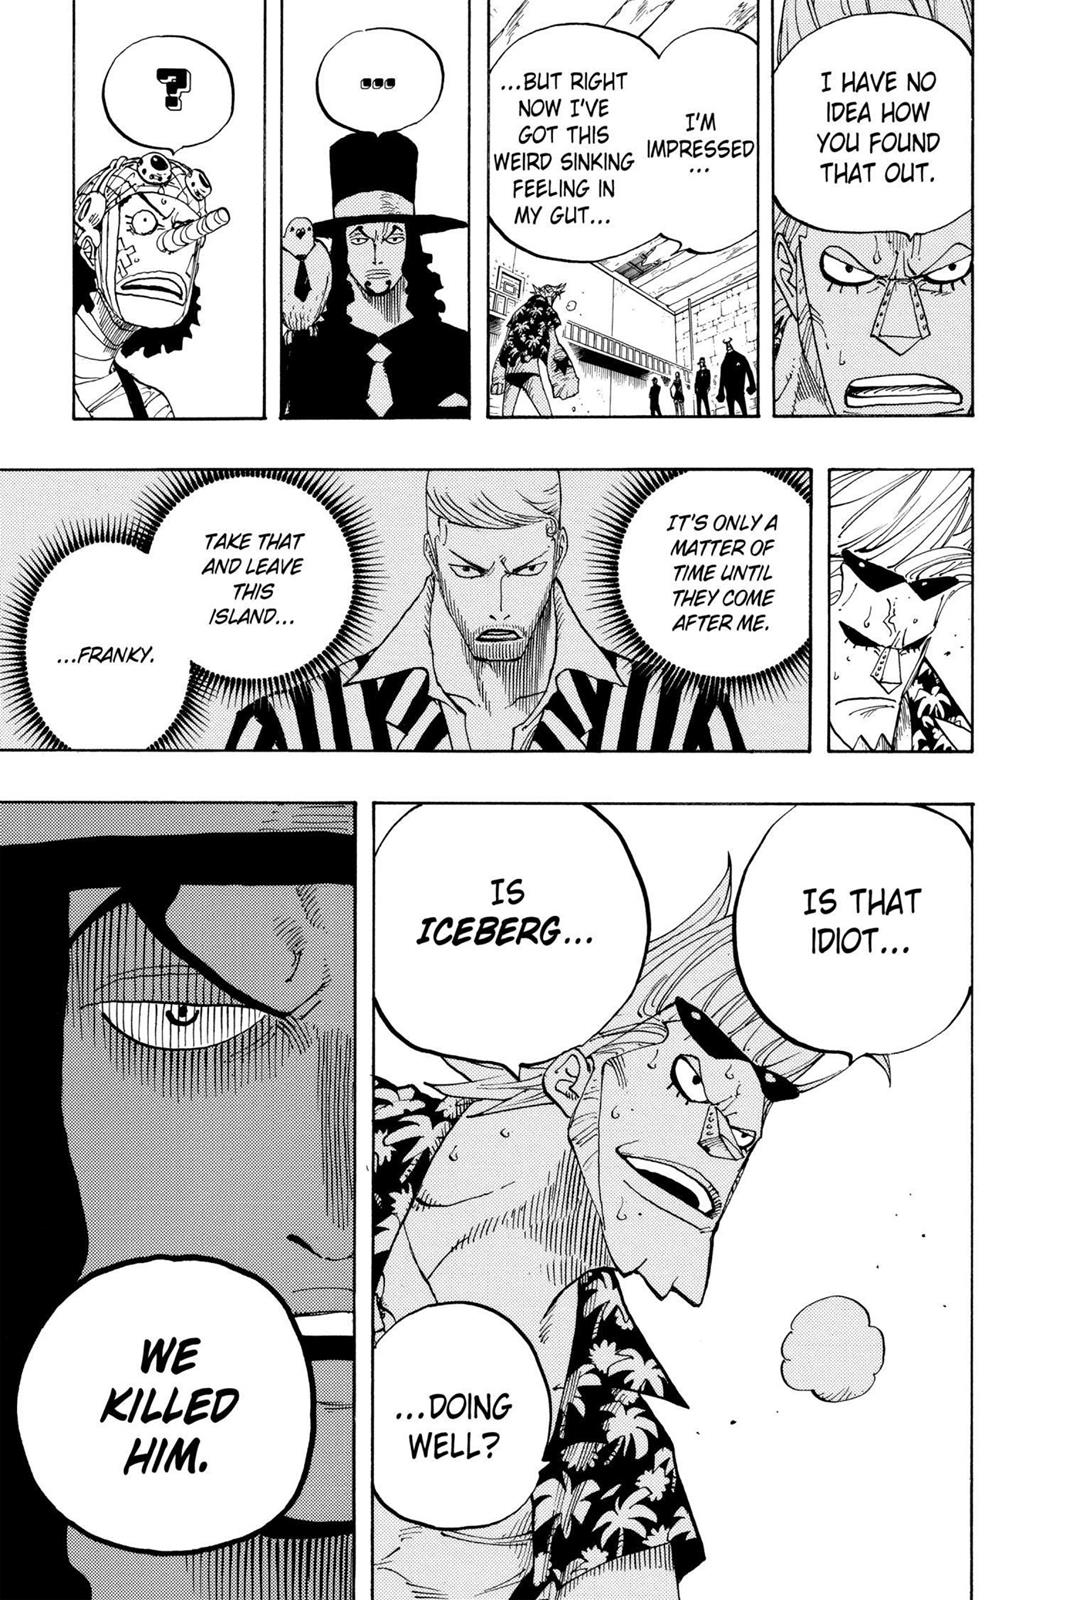 I HAVE NO
IDEA HOW
YOU FOUND
THAT OUT.
I'M
IMPRESSED
...
...BUT RIGHT
NOW I'VE
GOT THIS
WEIRD SINKING
FEELING IN
MY GUT...
...
?
IT'S ONLY A
MATTER OF
TIME UNTIL
THEY COME
AFTER ME.
TAKE THAT
AND LEAVE
THIS
ISLAND...
...FRANKY.
IS THAT
IDIOT...
IS
ICEBERG...
...DOING
WELL?
WE
KILLED
HIM.